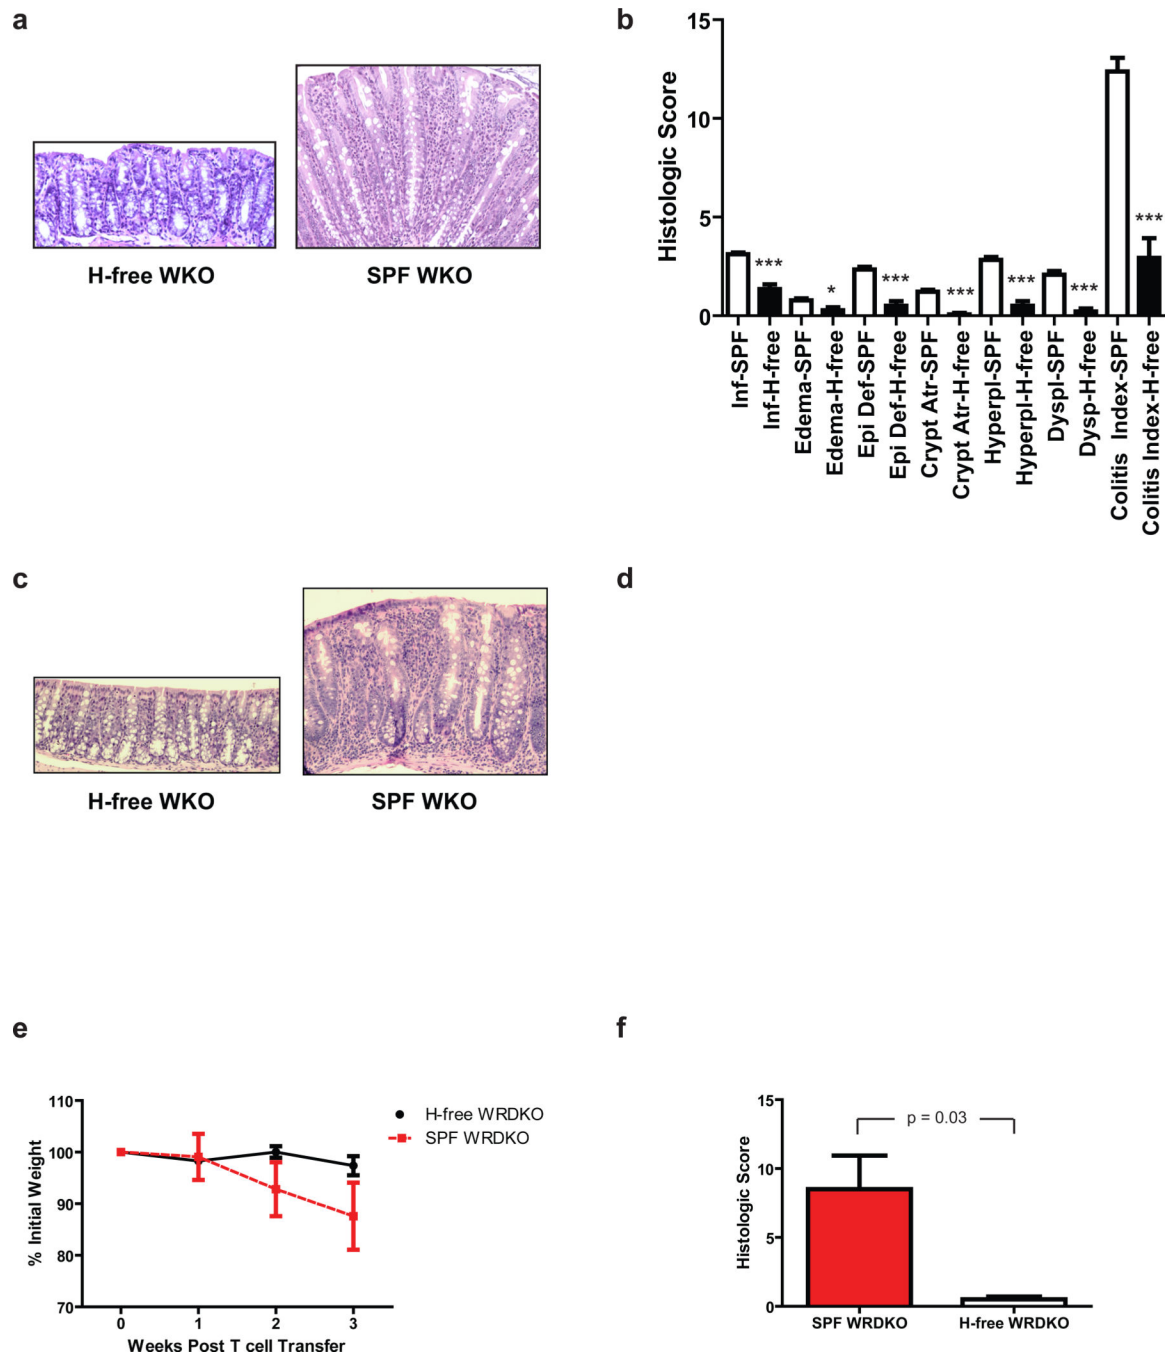 a
H-free WKO
SPF WKO
b
Histologic Score
15
10
5
0
***
*
***
***
***
***
***
Inf-SPF
Inf-H-free
Edema-SPF
Edema-H-free
Epi Def-SPF
Epi Def-H-free
Crypt Atr-SPF
Crypt Atr-H-free
Hyperpl-SPF
Hyperpl-H-free
Dyspl-SPF
Dysp-H-free
Colitis Index-SPF
Colitis Index-H-free
c
H-free WKO
SPF WKO
d
e
% Initial Weight
110
100
90
80
70
0 1 2 3
Weeks Post T cell Transfer
H-free WRDKO
SPF WRDKO
f
Histologic Score
15
10
5
0
p = 0.03
SPF WRDKO
H-free WRDKO